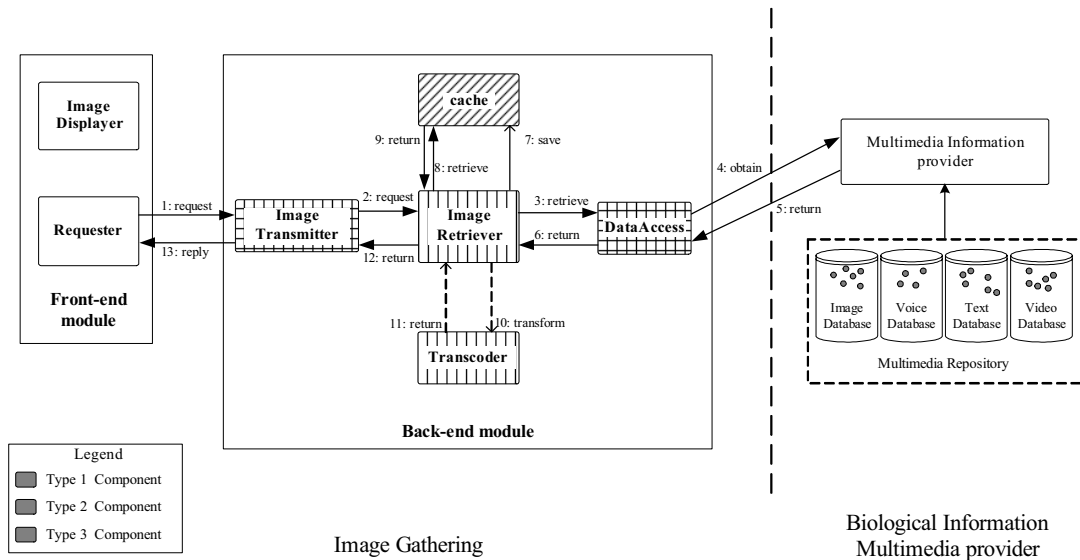 Image
Displayer
Requester
Front-end
module
1: request
13: reply
cache
9: return
8: retrieve
7: save
Image
Transmitter
2: request
12: return
Image
Retriever
3: retrieve
6: return
DataAccess
11: return
10: transform
Transcoder
Back-end module
4: obtain
5: return
Multimedia Information
provider
Image
Database
Voice
Database
Text
Database
Video
Database
Multimedia Repository
Legend
Type 1 Component
Type 2 Component
Type 3 Component
Image Gathering
Biological Information
Multimedia provider